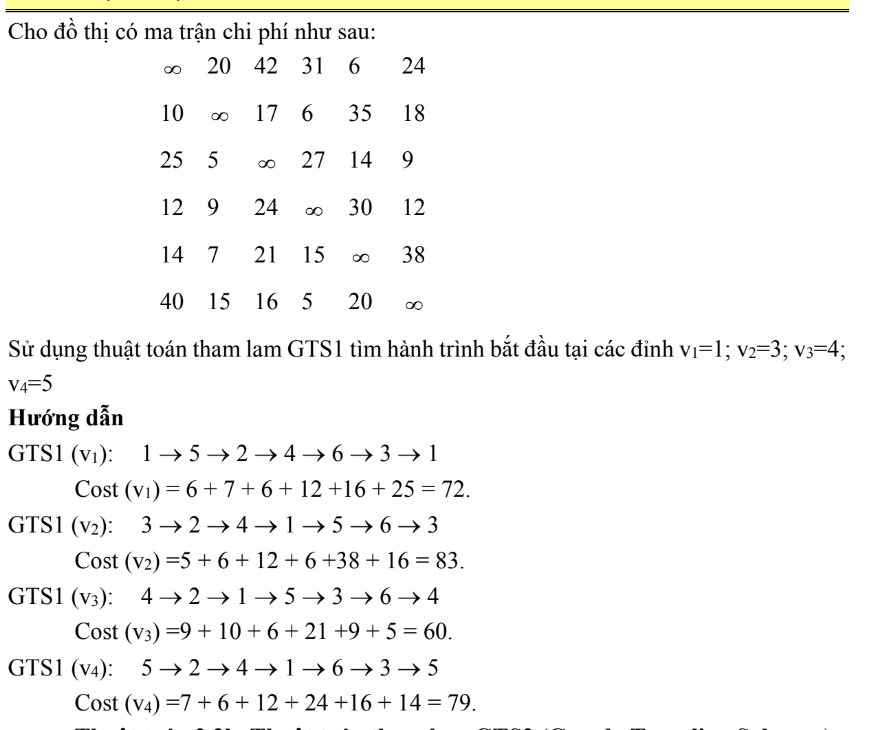 Cho đồ thị có ma trận chi phí như sau:
∞ 20 42 31 6 24
10 ∞ 17 6 35 18
25 5 ∞ 27 14 9
12 9 24 ∞ 30 12
14 7 21 15 ∞ 38
40 15 16 5 20 ∞
Sử dụng thuật toán tham lam GTS1 tìm hành trình bắt đầu tại các đỉnh v₁=1; v₂=3; v₃=4;
v₄=5
Hướng dẫn
GTS1 (v₁): 1 → 5 → 2 → 4 → 6 → 3 → 1
Cost (v₁) = 6 + 7 + 6 + 12 +16 + 25 = 72.
GTS1 (v₂): 3 → 2 → 4 → 1 → 5 → 6 → 3
Cost (v₂) =5 + 6 + 12 + 6 +38 + 16 = 83.
GTS1 (v₃): 4 → 2 → 1 → 5 → 3 → 6 → 4
Cost (v₃) =9 + 10 + 6 + 21 +9 + 5 = 60.
GTS1 (v₄): 5 → 2 → 4 → 1 → 6 → 3 → 5
Cost (v₄) =7 + 6 + 12 + 24 +16 + 14 = 79.